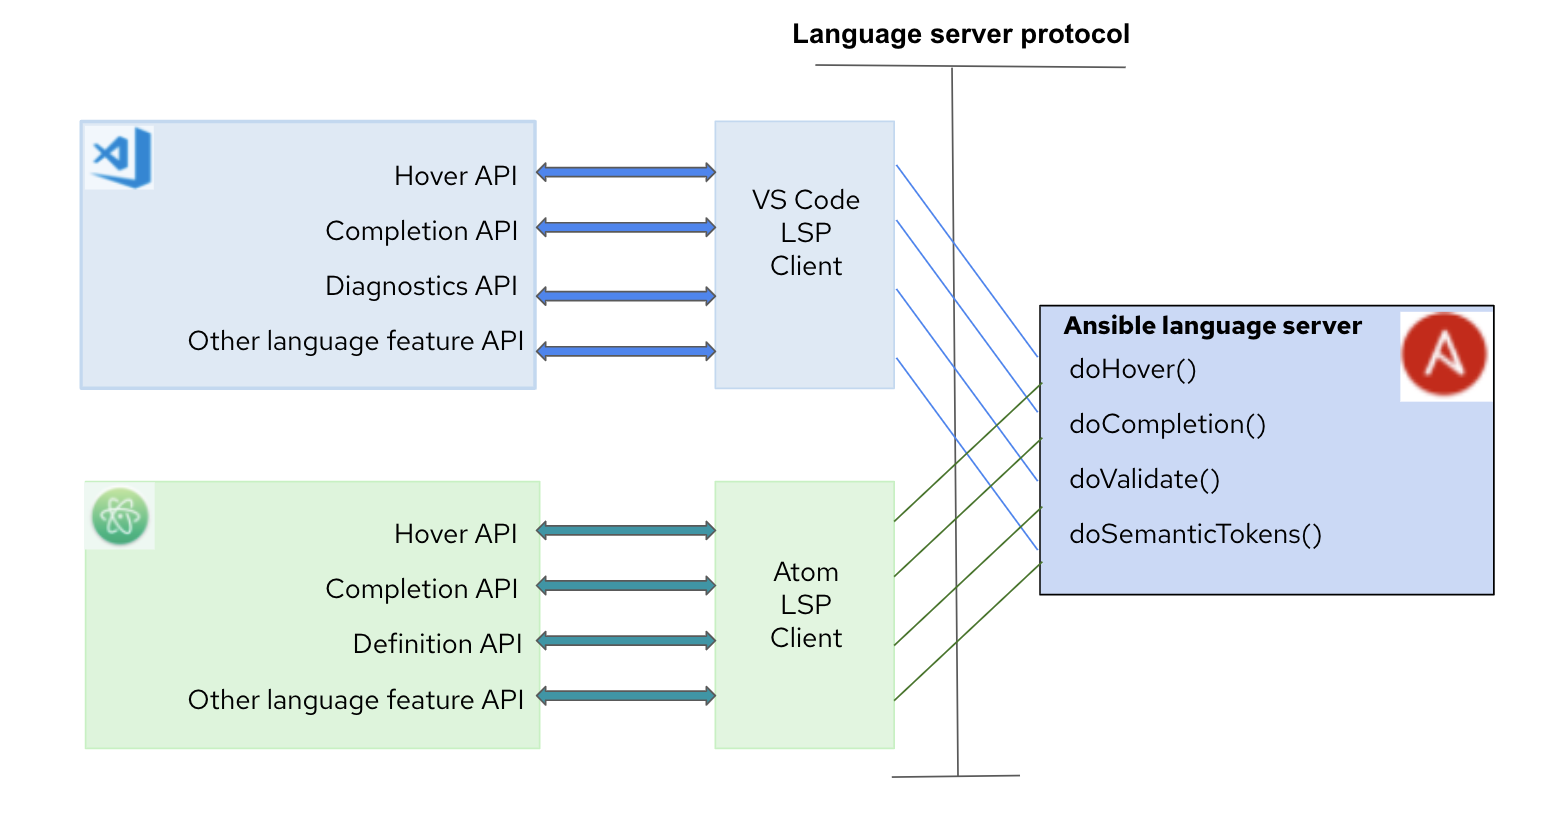 Language server protocol
Hover API
Completion API
Diagnostics API
Other language feature API
VS Code
LSP
Client
Ansible language server
doHover()
doCompletion()
doValidate()
doSemanticTokens()
Hover API
Completion API
Definition API
Other language feature API
Atom
LSP
Client